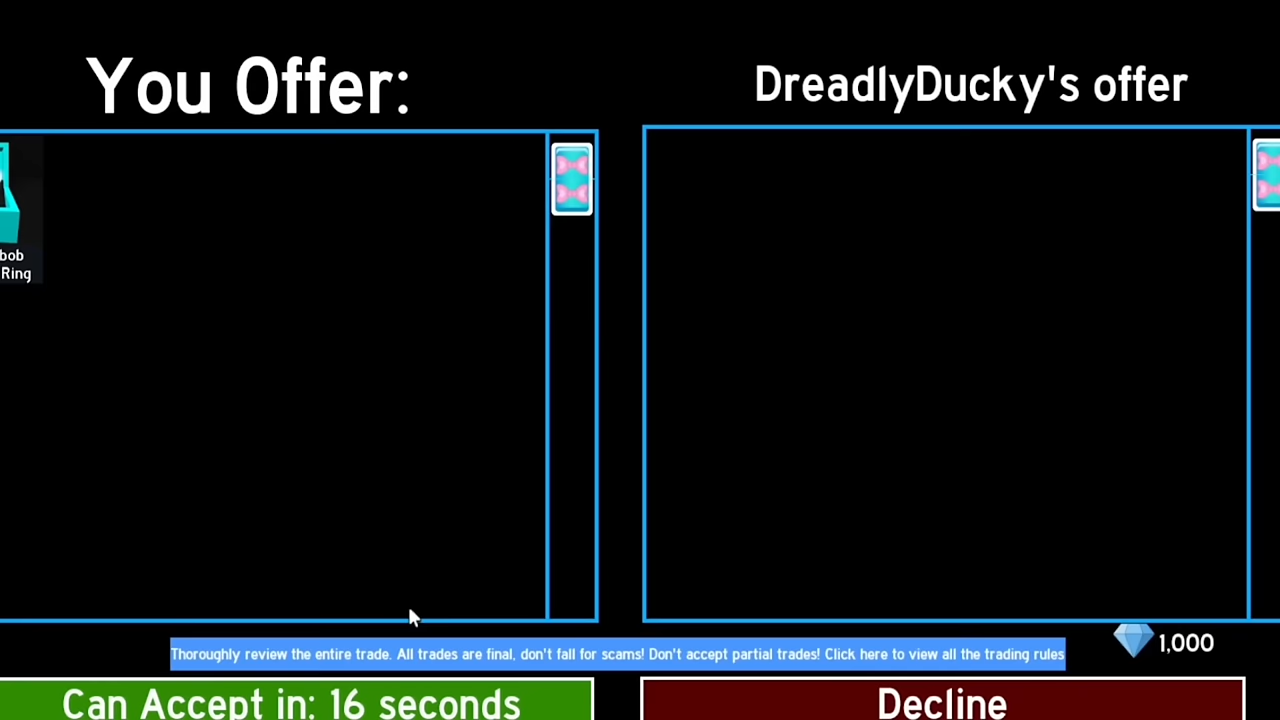 You Offer:
DreadlyDucky's offer
bob
Ring
Thoroughly review the entire trade. All trades are final, don't fall for scams! Don't accept partial trades! Click here to view all the trading rules
1,000
Can Accept in: 16 seconds
Decline